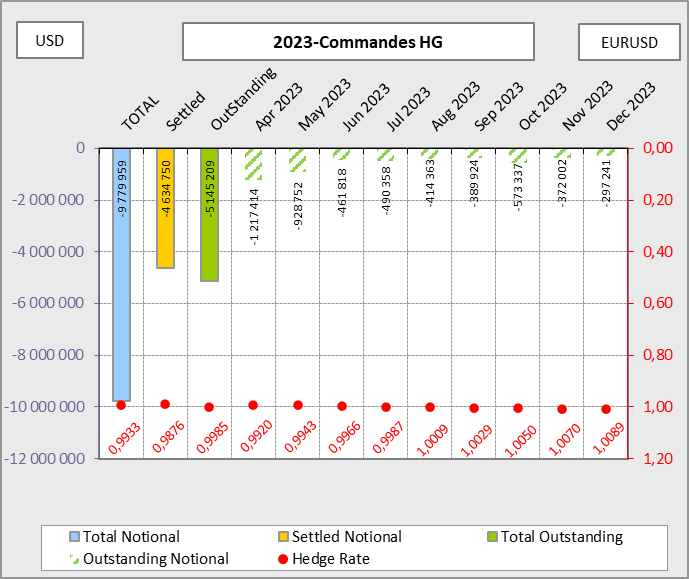 USD
2023-Commandes HG
EURUSD
TOTAL
Settled
OutStanding
Apr 2023
May 2023
Jun 2023
Jul 2023
Aug 2023
Sep 2023
Oct 2023
Nov 2023
Dec 2023
0
-2 000 000
-4 000 000
-6 000 000
-8 000 000
-10 000 000
-12 000 000
-9 779 959
-4 634 750
-5 145 209
-1 217 414
-928 752
-461 818
-490 358
-414 363
-389 924
-573 337
-372 002
-297 241
0,00
0,20
0,40
0,60
0,80
1,00
1,20
0,9933
0,9876
0,9985
0,9920
0,9943
0,9966
0,9987
1,0009
1,0029
1,0050
1,0070
1,0089
Total Notional
Settled Notional
Total Outstanding
Outstanding Notional
Hedge Rate